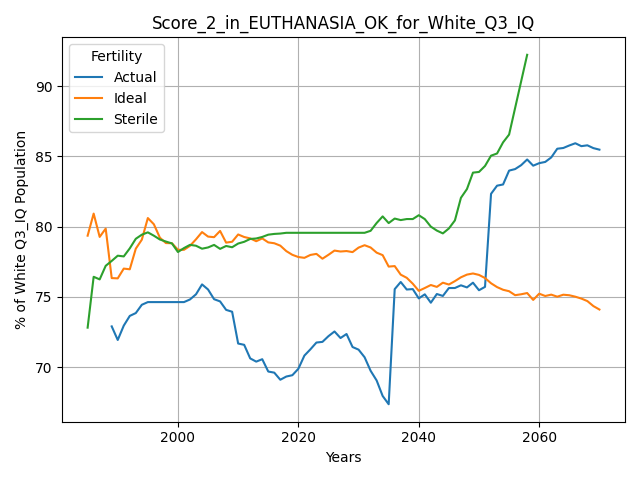 Score_2_in_EUTHANASIA_OK_for_White_Q3_IQ
Fertility
Actual
Ideal
Sterile
% of White Q3_IQ Population
90
85
80
75
70
2000
2020
2040
2060
Years